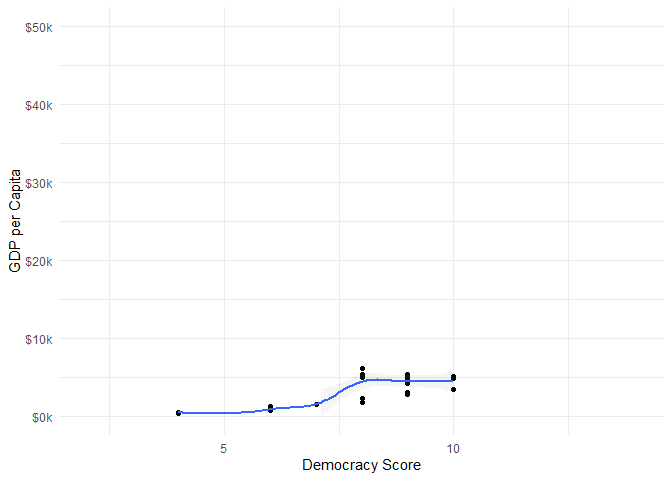 $50k
$40k
$30k
$20k
$10k
$0k
GDP per Capita
5 10
Democracy Score